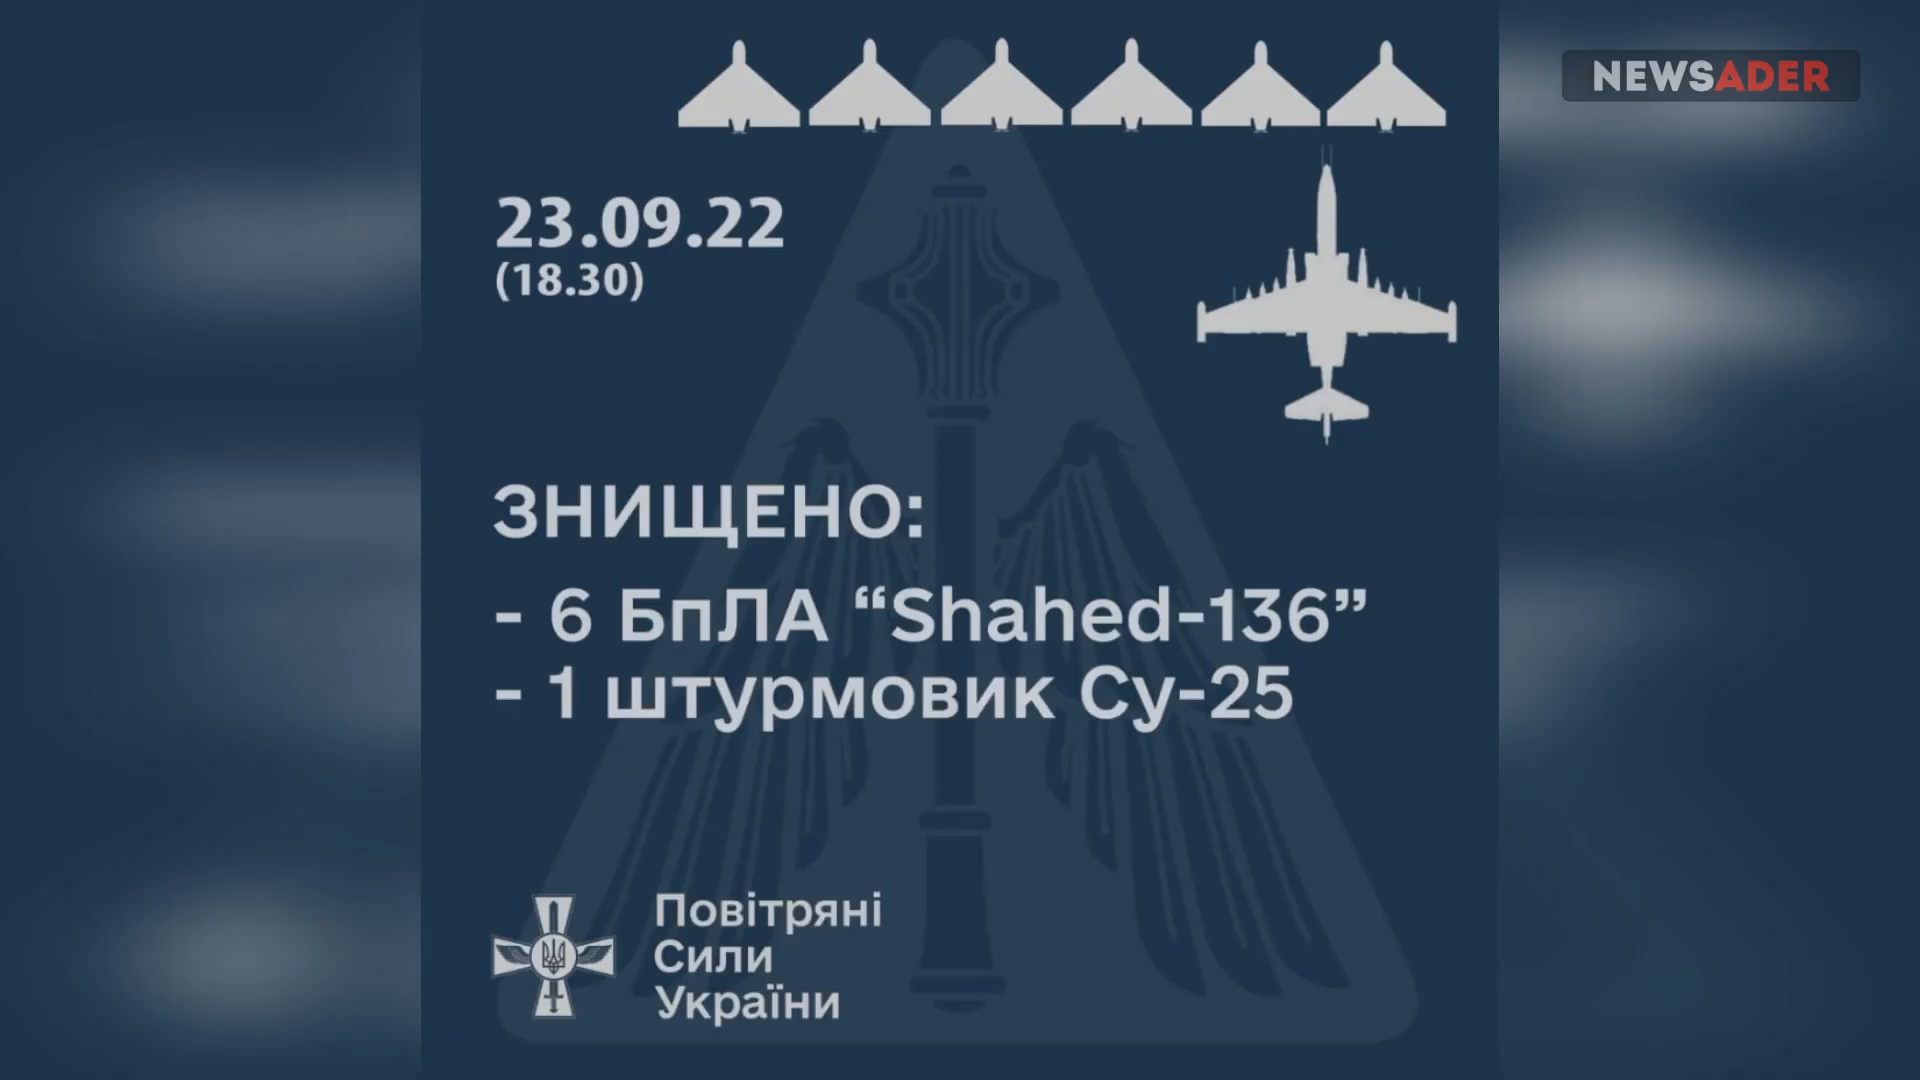 NEWSADER
23.09.22
(18.30)
ЗНИЩЕНО:
- 6 БпЛА “Shahed-136”
- 1 штурмовик Су-25
Повітряні
Сили
України